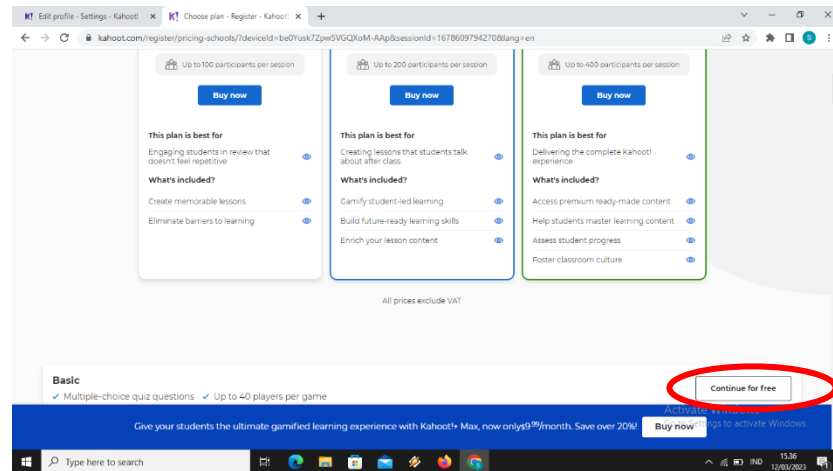 Edit profile - Settings - Kahoot!
Choose plan - Register - Kahoot!
kahoot.com/register/pricing-schools/?deviceId=be0Yusk7Zpw5VGQXoM-AAp&sessionId=1678609794270&lang=en
Up to 100 participants per session
Up to 200 participants per session
Up to 400 participants per session
Buy now
Buy now
Buy now
This plan is best for
Engaging students in review that
doesn't feel repetitive
What's included?
Create memorable lessons
Eliminate barriers to learning
This plan is best for
Creating lessons that students talk
about after class
What's included?
Gamify student-led learning
Build future-ready learning skills
Enrich your lesson content
This plan is best for
Delivering the complete Kahoot!
experience
What's included?
Access premium ready-made content
Help students master learning content
Assess student progress
Foster classroom culture
All prices exclude VAT
Basic
Multiple-choice quiz questions Up to 40 players per game
Continue for free
Activate Windows
Settings to activate Windows.
Give your students the ultimate gamified learning experience with Kahoot!+ Max, now only$9.99/month. Save over 20%!
Buy now
Type here to search
IND
15.36
12/03/2023